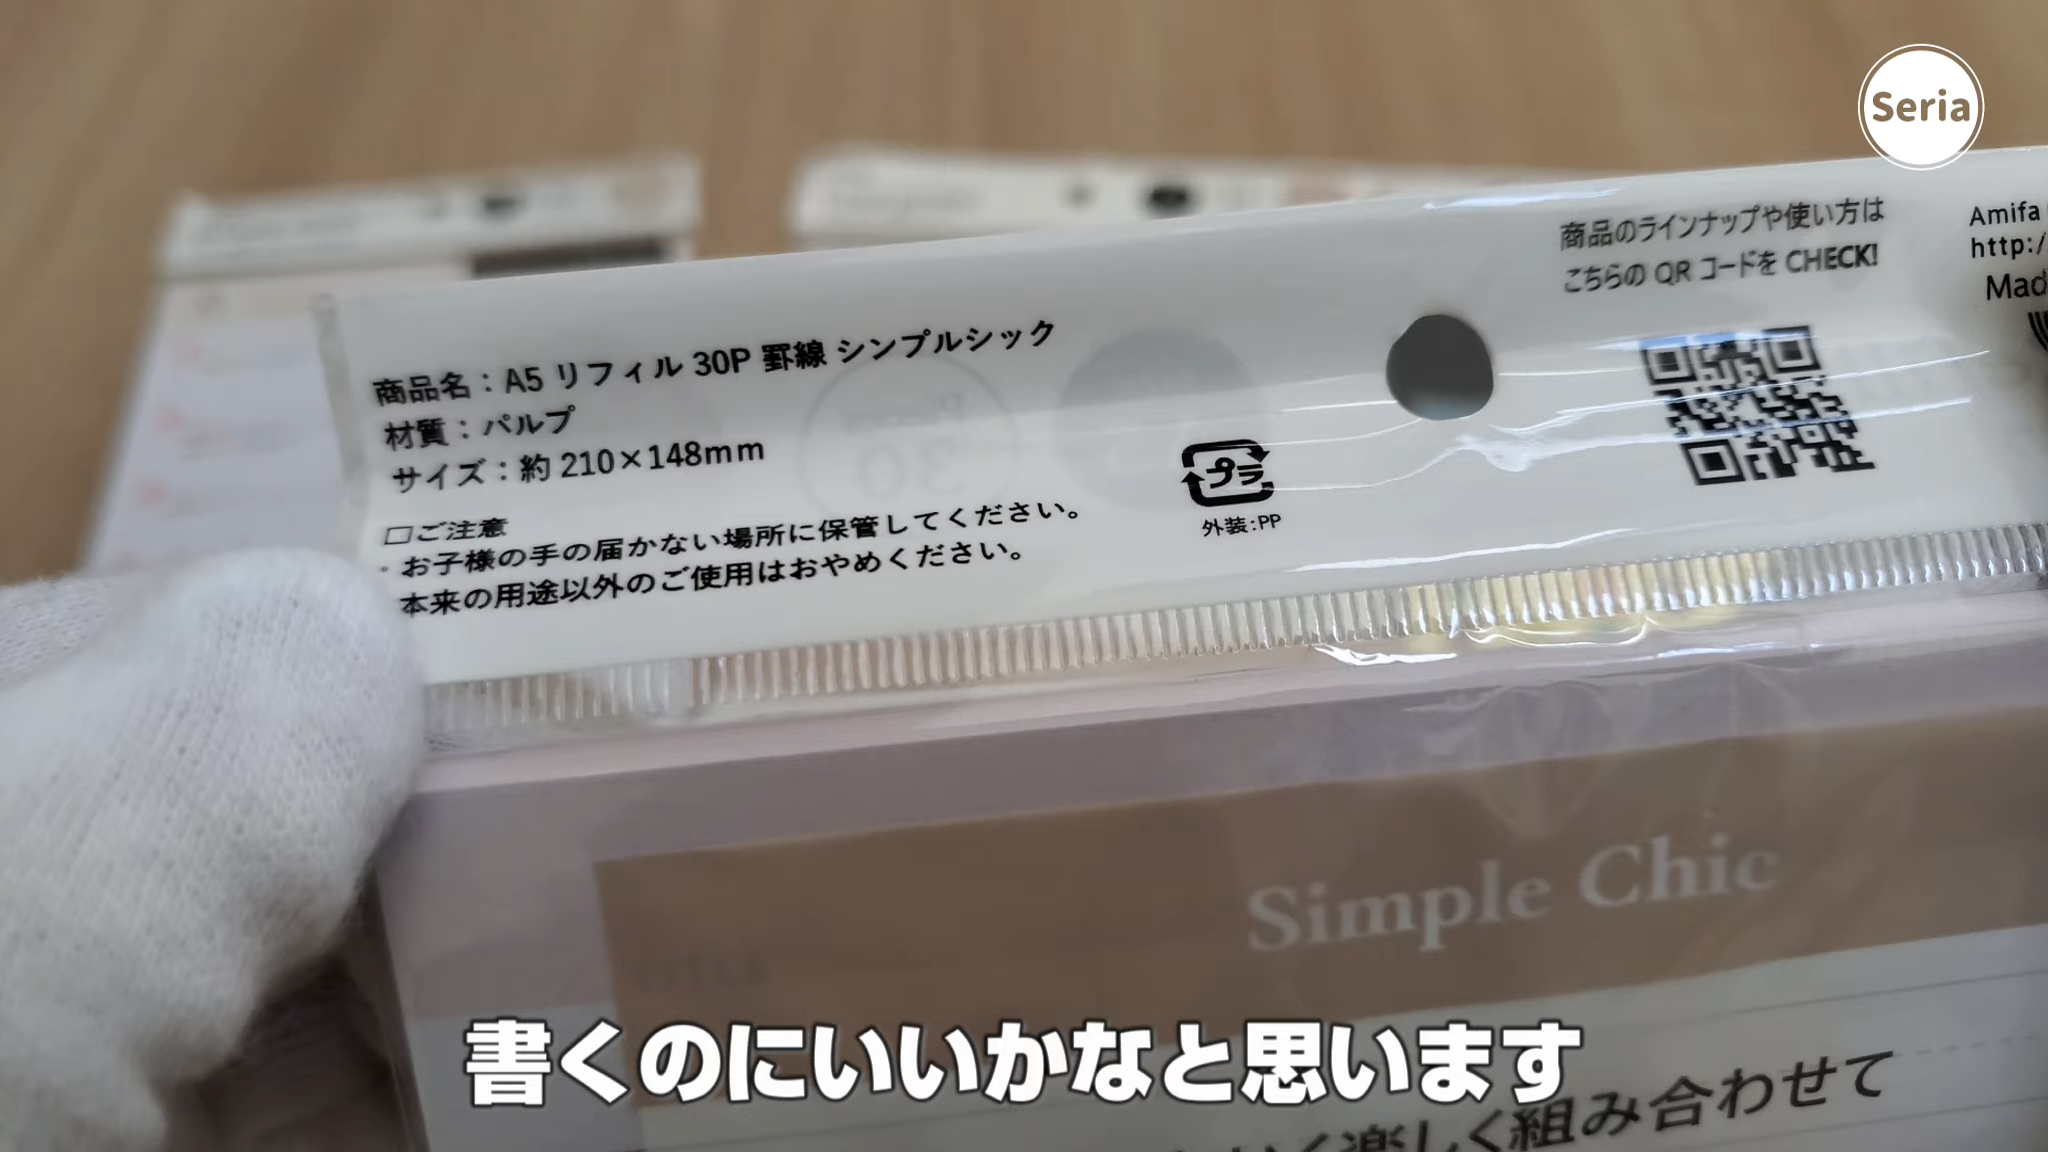 Seria
商品のラインナップや使い方は
こちらの QR コードを CHECK!
Amifa
http:/
Mad
商品名：A5 リフィル 30P 罫線 シンプルシック
材質：パルプ
サイズ：約 210×148mm
□ご注意
・お子様の手の届かない場所に保管してください。
本来の用途以外のご使用はおやめください。
プラ
外装:PP
Simple Chic
書くのにいいかなと思います
楽しく組み合わせて